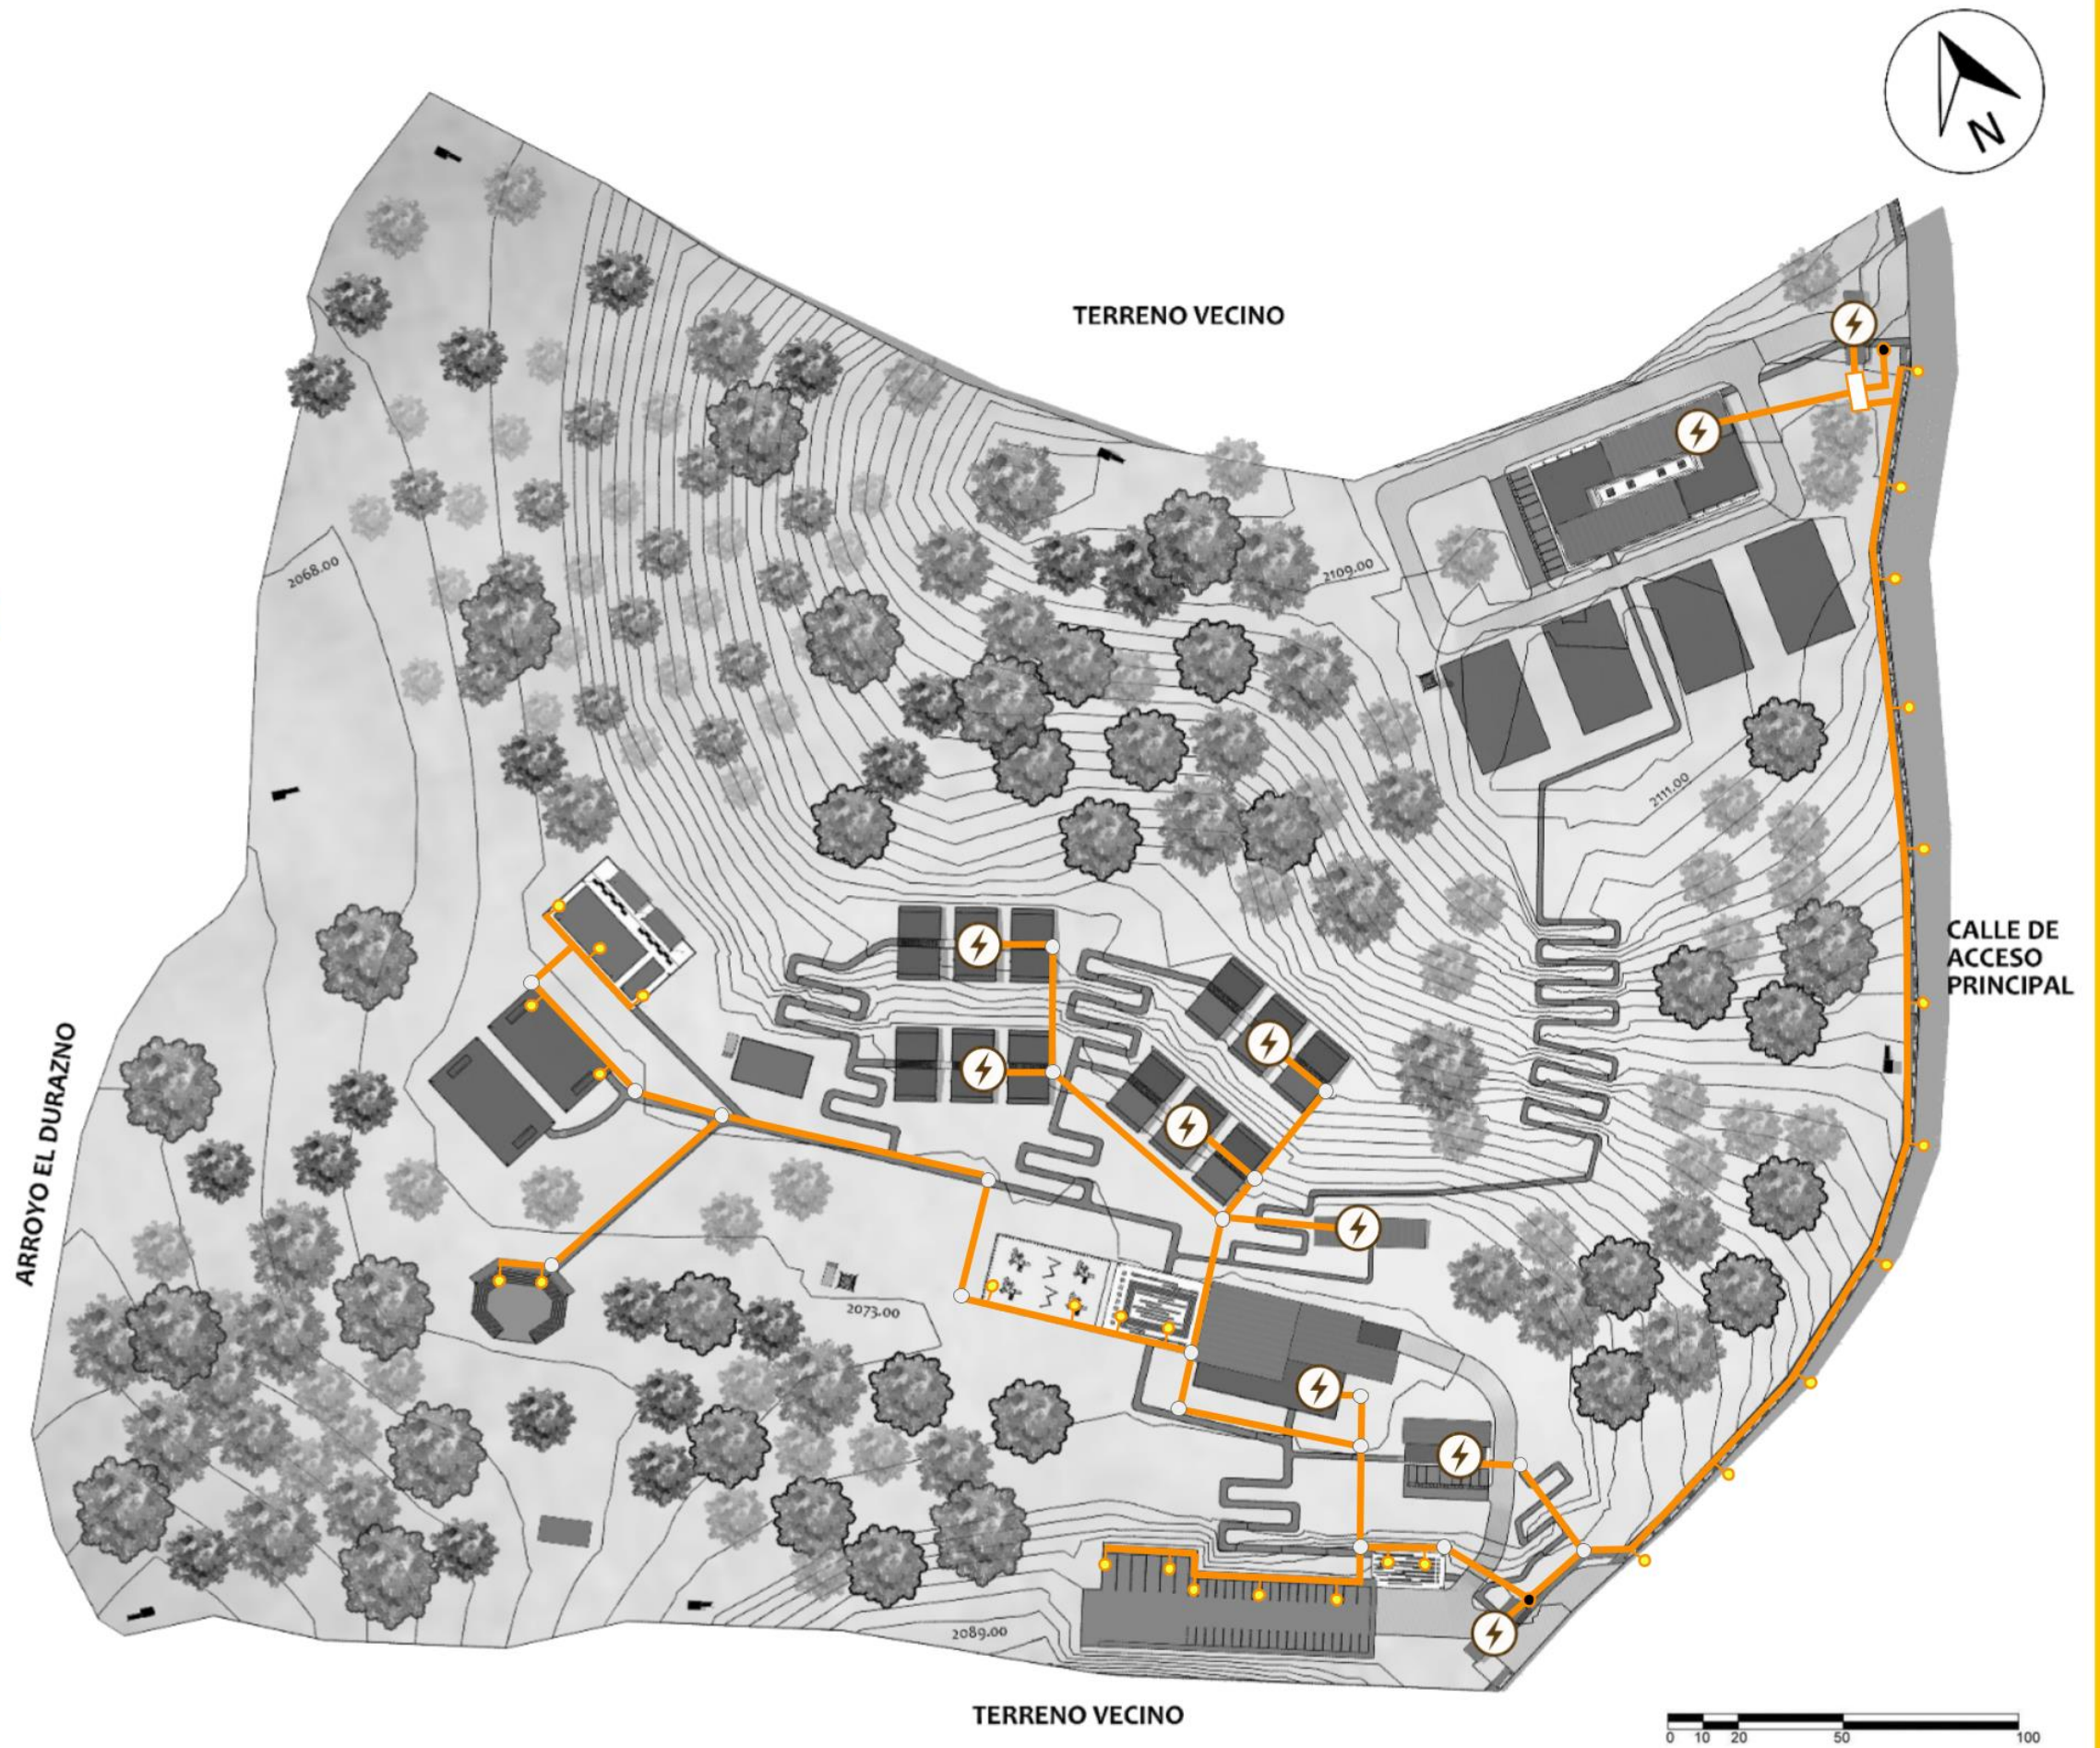 N
TERRENO VECINO
2068.00
2109.00
2111.00
CALLE DE
ACCESO
PRINCIPAL
ARROYO EL DURAZNO
2073.00
2089.00
TERRENO VECINO
0 10 20 50 100